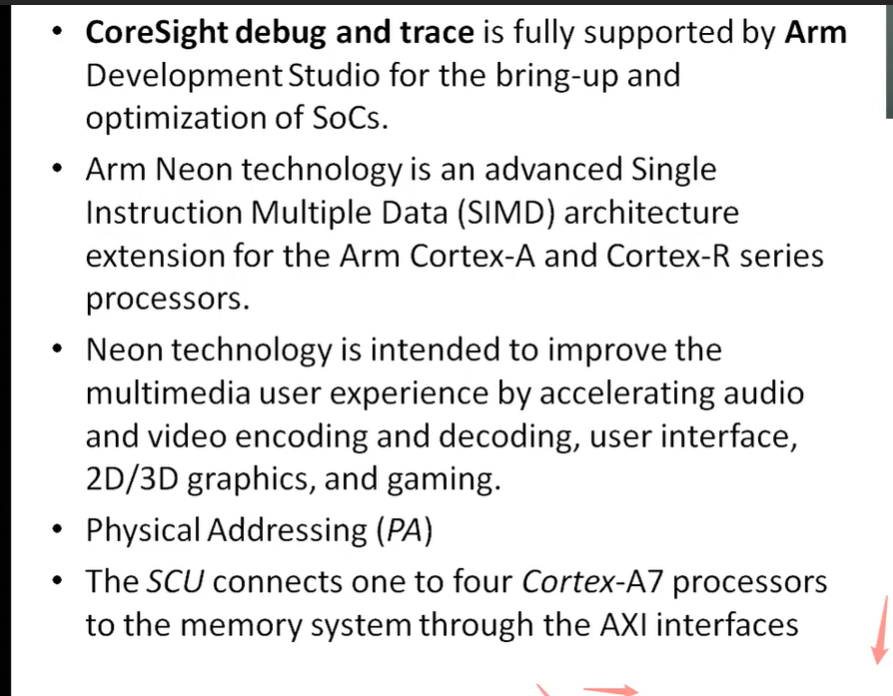 • CoreSight debug and trace is fully supported by Arm
Development Studio for the bring-up and
optimization of SoCs.
• Arm Neon technology is an advanced Single
Instruction Multiple Data (SIMD) architecture
extension for the Arm Cortex-A and Cortex-R series
processors.
• Neon technology is intended to improve the
multimedia user experience by accelerating audio
and video encoding and decoding, user interface,
2D/3D graphics, and gaming.
• Physical Addressing (PA)
• The SCU connects one to four Cortex-A7 processors
to the memory system through the AXI interfaces